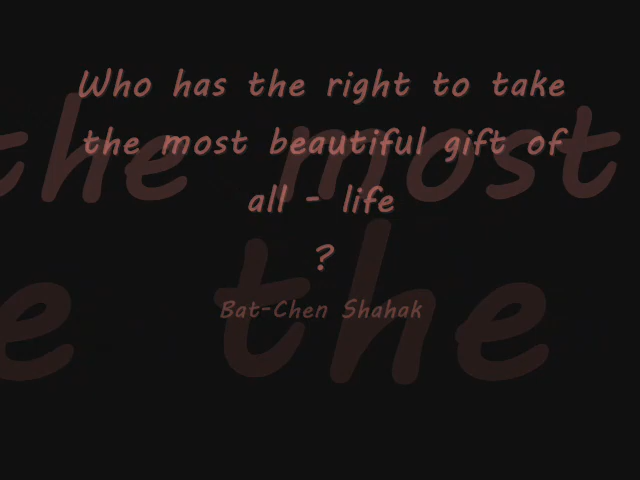 Who has the right to take
the most beautiful gift of
all - life
?
Bat-Chen Shahak
the most
e the